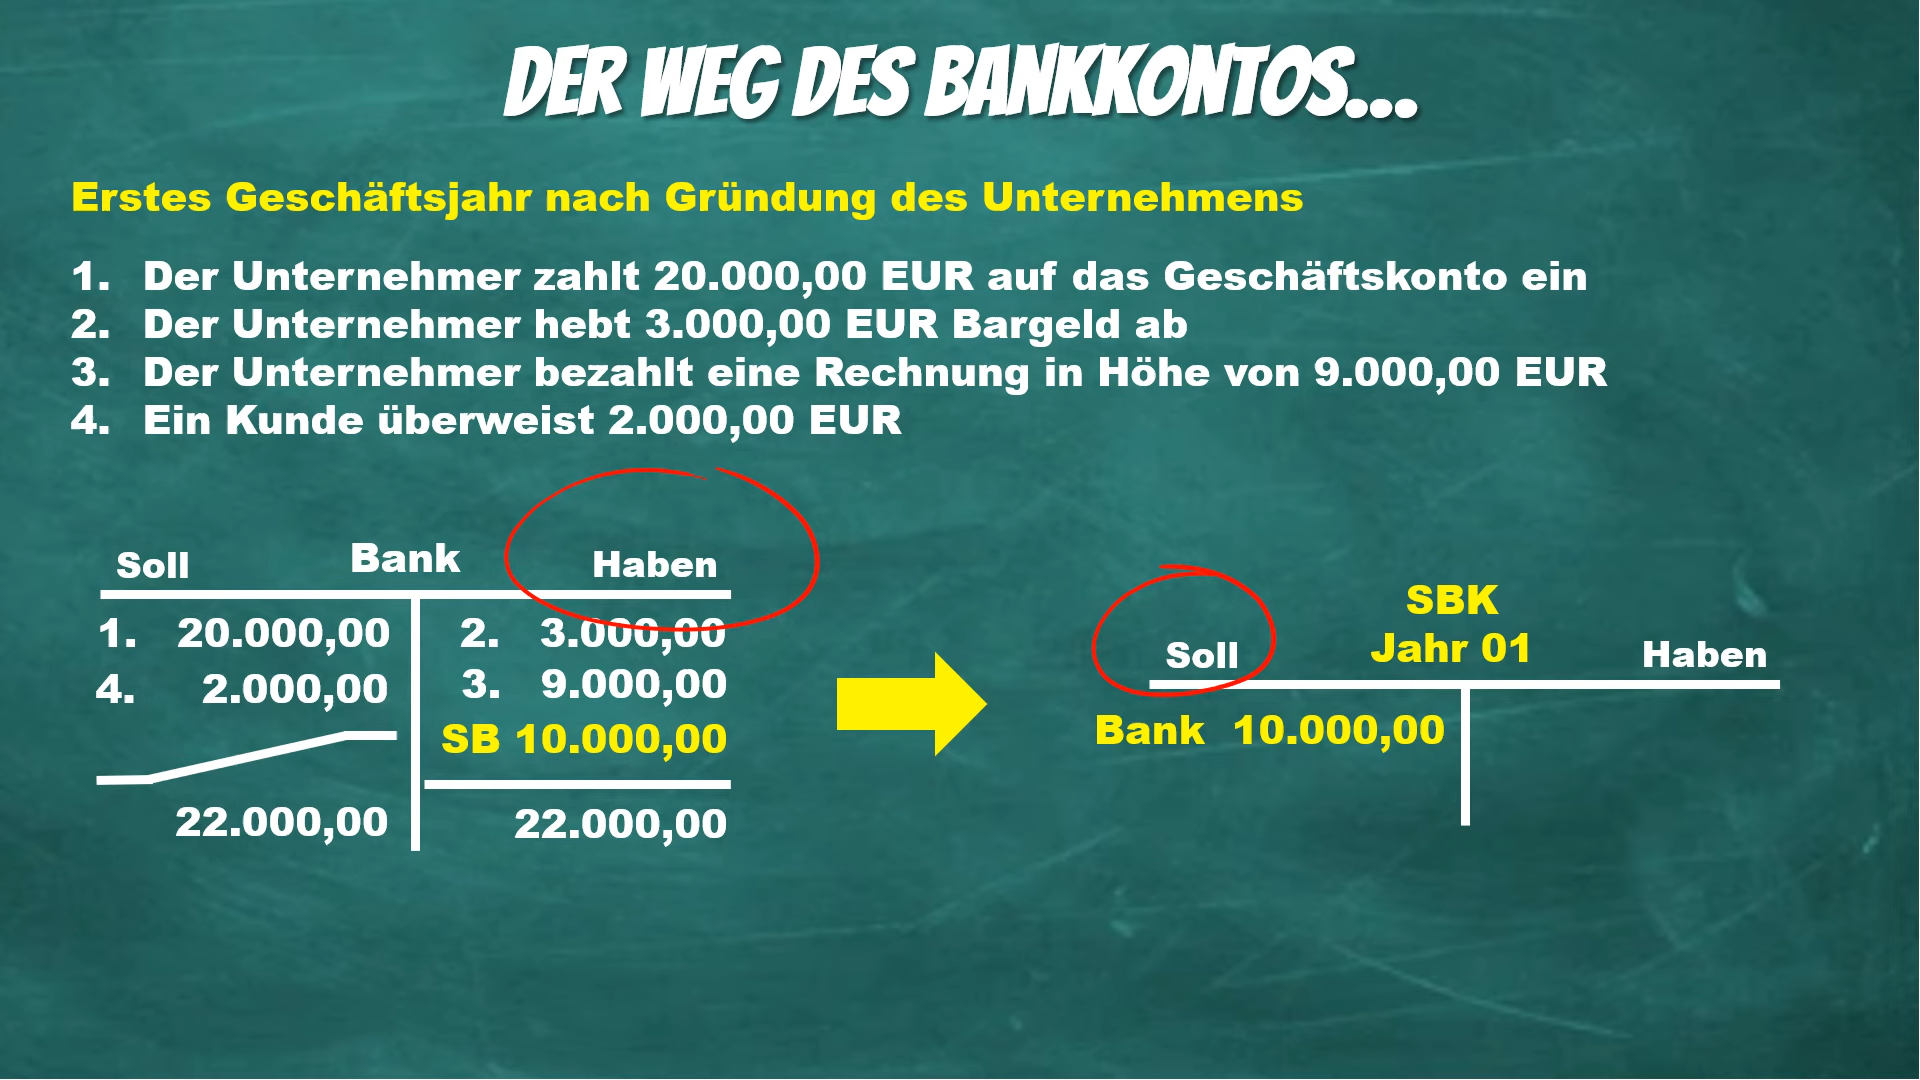 DER WEG DES BANKKONTOS...
Erstes Geschäftsjahr nach Gründung des Unternehmens
1. Der Unternehmer zahlt 20.000,00 EUR auf das Geschäftskonto ein
2. Der Unternehmer hebt 3.000,00 EUR Bargeld ab
3. Der Unternehmer bezahlt eine Rechnung in Höhe von 9.000,00 EUR
4. Ein Kunde überweist 2.000,00 EUR
Soll Bank Haben
1. 20.000,00 2. 3.000,00
4. 2.000,00 3. 9.000,00
SB 10.000,00
22.000,00 22.000,00
SBK
Soll Jahr 01 Haben
Bank 10.000,00